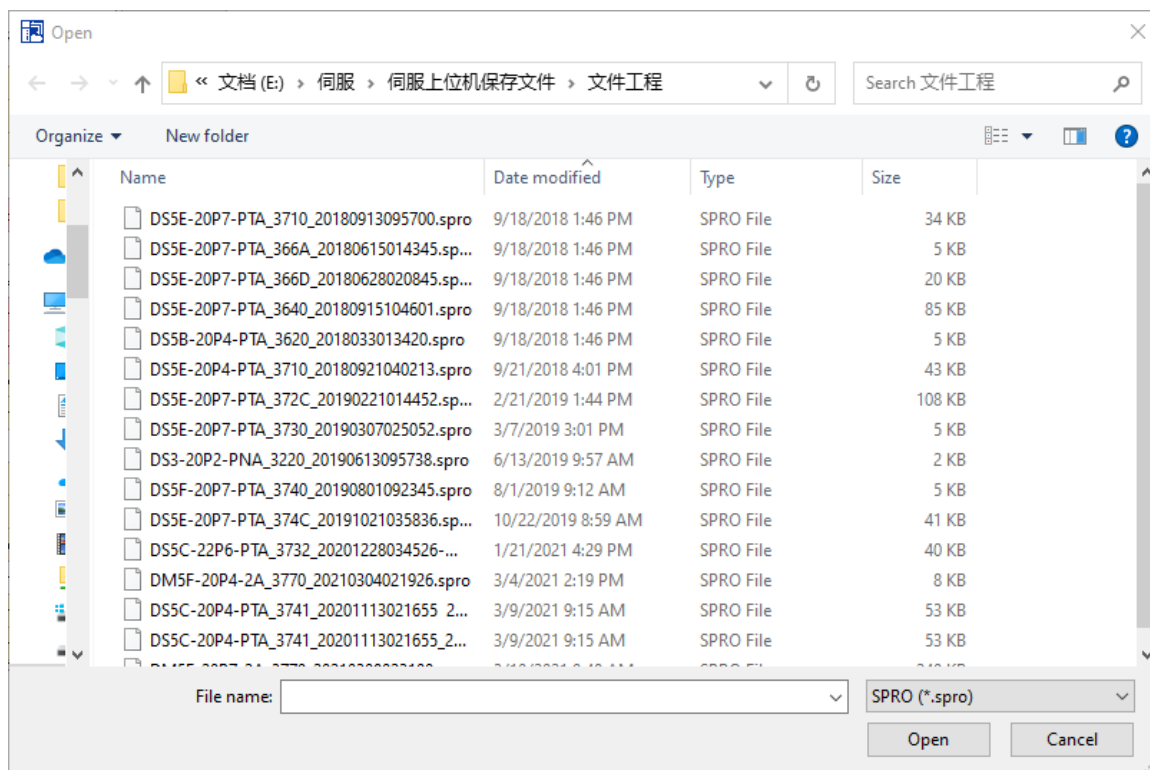 Open
« 文档 (E:) › 伺服 › 伺服上位机保存文件 › 文件工程
Search 文件工程
Organize New folder
Name Date modified Type Size
DS5E-20P7-PTA_3710_20180913095700.spro 9/18/2018 1:46 PM SPRO File 34 KB
DS5E-20P7-PTA_366A_20180615014345.sp... 9/18/2018 1:46 PM SPRO File 5 KB
DS5E-20P7-PTA_366D_20180628020845.sp... 9/18/2018 1:46 PM SPRO File 20 KB
DS5E-20P7-PTA_3640_20180915104601.spro 9/18/2018 1:46 PM SPRO File 85 KB
DS5B-20P4-PTA_3620_2018033013420.spro 9/18/2018 1:46 PM SPRO File 5 KB
DS5E-20P4-PTA_3710_20180921040213.spro 9/21/2018 4:01 PM SPRO File 43 KB
DS5E-20P7-PTA_372C_20190221014452.sp... 2/21/2019 1:44 PM SPRO File 108 KB
DS5E-20P7-PTA_3730_20190307025052.spro 3/7/2019 3:01 PM SPRO File 5 KB
DS3-20P2-PNA_3220_20190613095738.spro 6/13/2019 9:57 AM SPRO File 2 KB
DS5F-20P7-PTA_3740_20190801092345.spro 8/1/2019 9:12 AM SPRO File 5 KB
DS5E-20P7-PTA_374C_20191021035836.sp... 10/22/2019 8:59 AM SPRO File 41 KB
DS5C-22P6-PTA_3732_20201228034526-... 1/21/2021 4:29 PM SPRO File 40 KB
DM5F-20P4-2A_3770_20210304021926.spro 3/4/2021 2:19 PM SPRO File 8 KB
DS5C-20P4-PTA_3741_20201113021655 2... 3/9/2021 9:15 AM SPRO File 53 KB
DS5C-20P4-PTA_3741_20201113021655_2... 3/9/2021 9:15 AM SPRO File 53 KB
File name: SPRO (*.spro)
Open Cancel